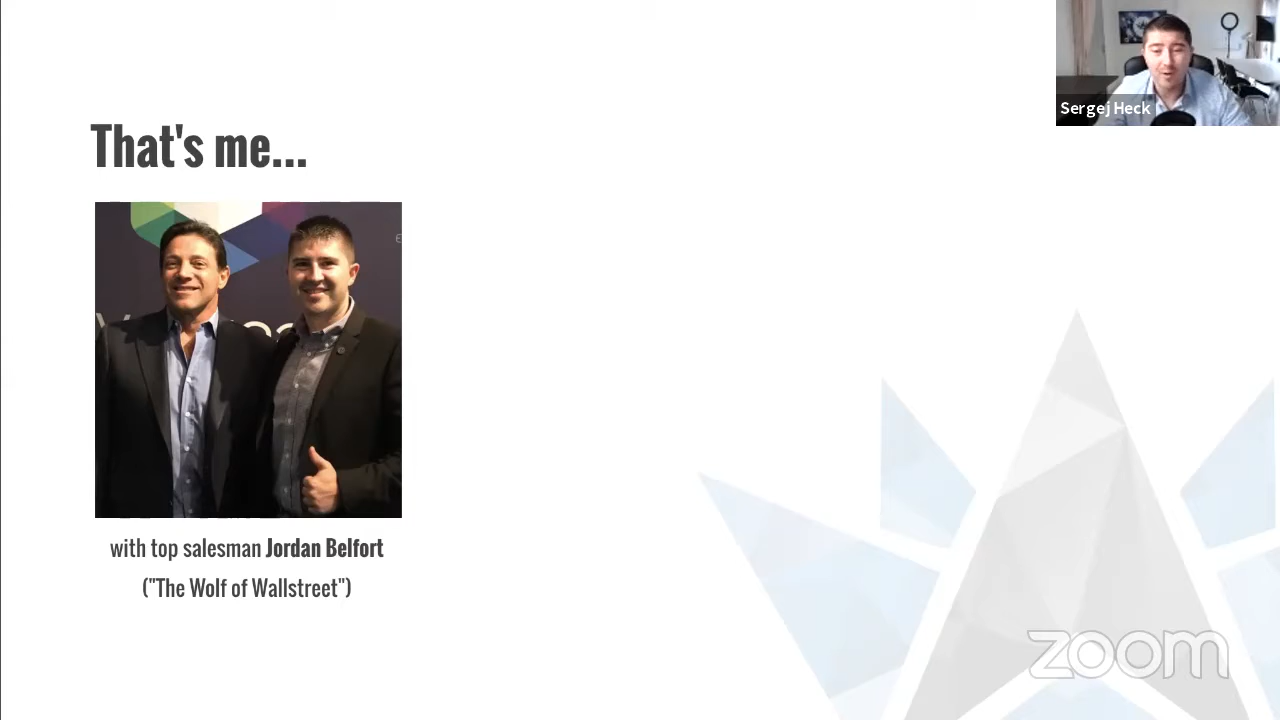 Sergej Heck
That's me...
with top salesman Jordan Belfort
("The Wolf of Wallstreet")
zoom